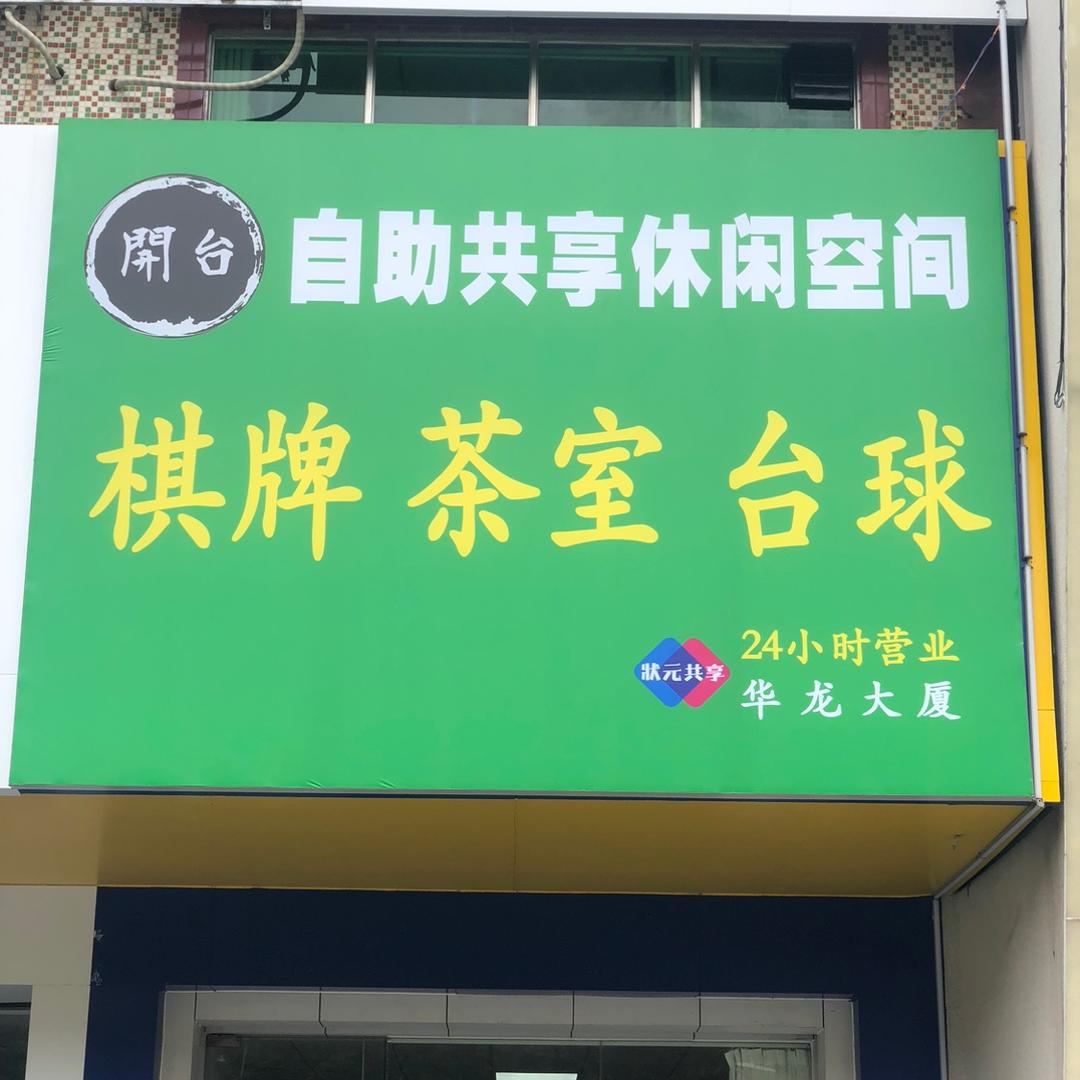 開台
自助共享休闲空间
棋牌 茶室 台球
24小时营业
狀元共享
华龙大厦